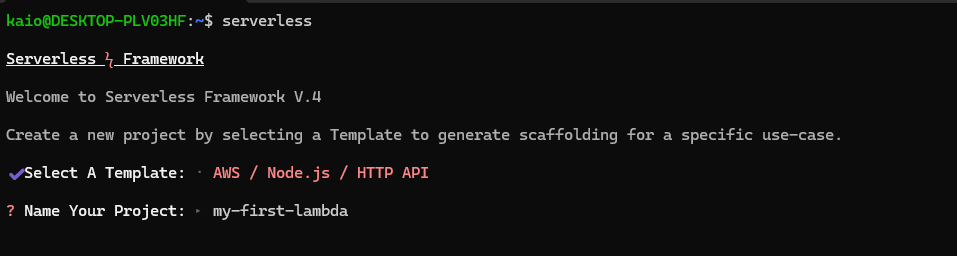 kaio@DESKTOP-PLV03HF:~$ serverless
Serverless ϟ Framework
Welcome to Serverless Framework V.4
Create a new project by selecting a Template to generate scaffolding for a specific use-case.
✔Select A Template: · AWS / Node.js / HTTP API
? Name Your Project: ‣ my-first-lambda